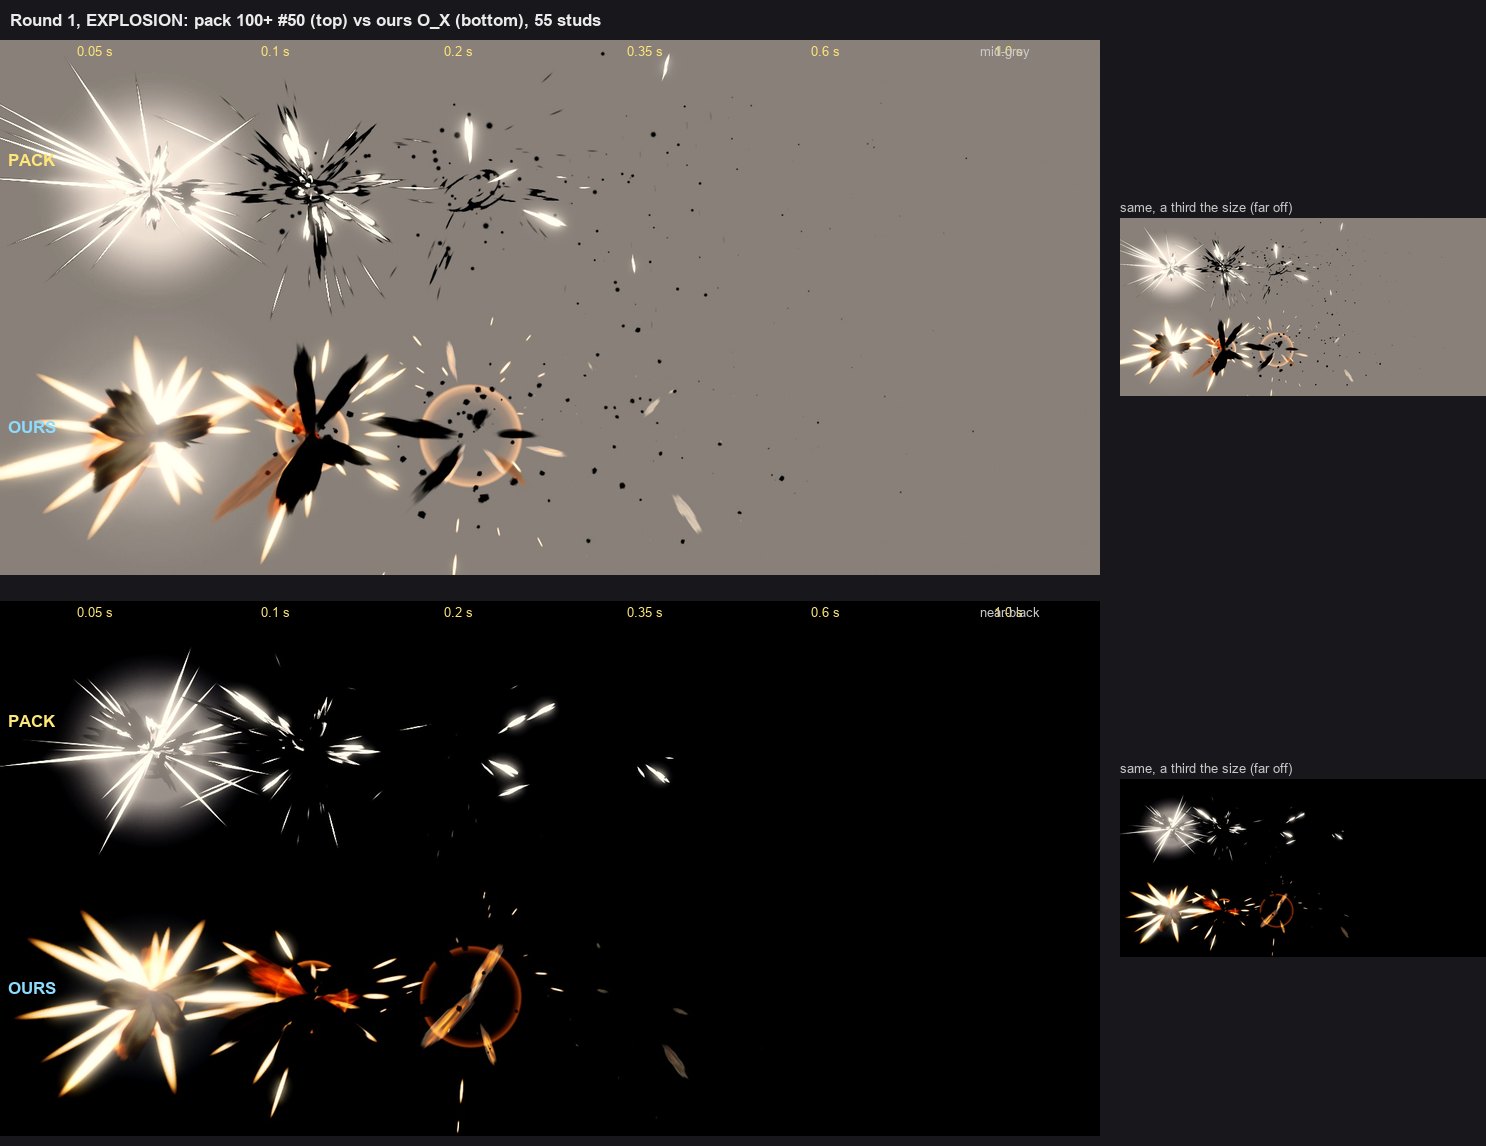 Round 1, EXPLOSION: pack 100+ #50 (top) vs ours O_X (bottom), 55 studs
0.05 s 0.1 s 0.2 s 0.35 s 0.6 s
PACK
OURS
same, a third the size (far off)
0.05 s 0.1 s 0.2 s 0.35 s 0.6 s
PACK
OURS
same, a third the size (far off)